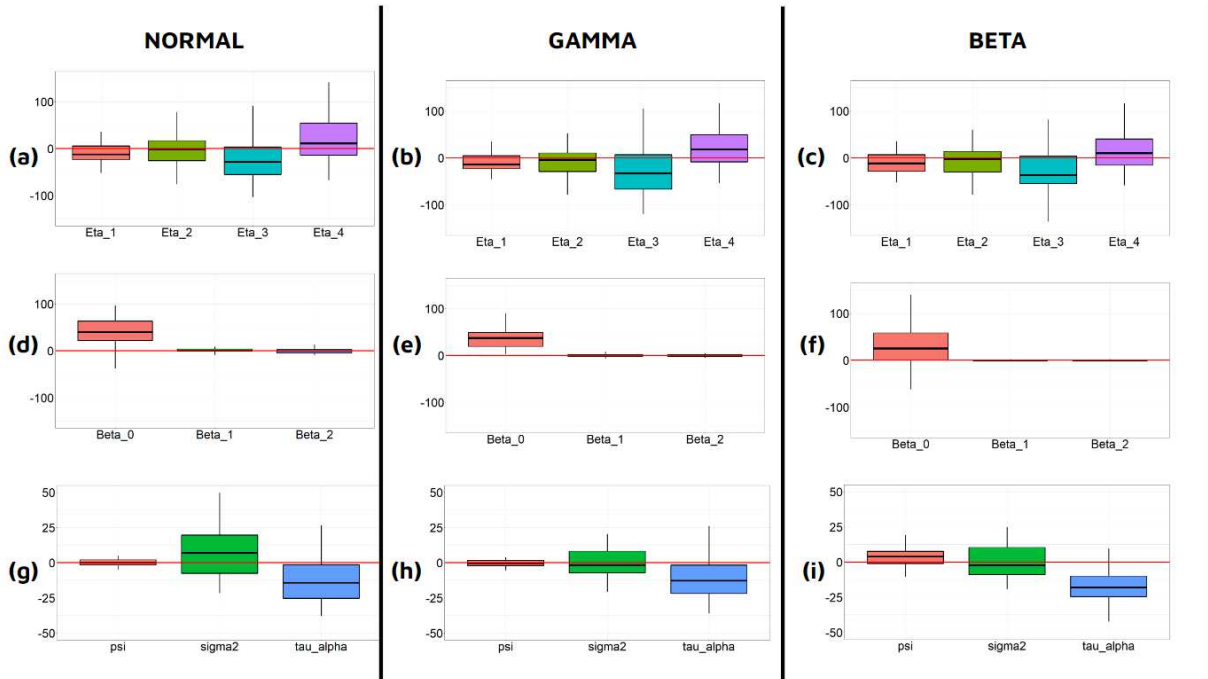 NORMAL GAMMA BETA
(a) 100 0 -100
Eta_1 Eta_2 Eta_3 Eta_4
(b) 100 0 -100
Eta_1 Eta_2 Eta_3 Eta_4
(c) 100 0 -100
Eta_1 Eta_2 Eta_3 Eta_4
(d) 100 0 -100
Beta_0 Beta_1 Beta_2
(e) 100 0 -100
Beta_0 Beta_1 Beta_2
(f) 100 0 -100
Beta_0 Beta_1 Beta_2
(g) 50 25 0 -25 -50
psi sigma2 tau_alpha
(h) 50 25 0 -25 -50
psi sigma2 tau_alpha
(i) 50 25 0 -25 -50
psi sigma2 tau_alpha